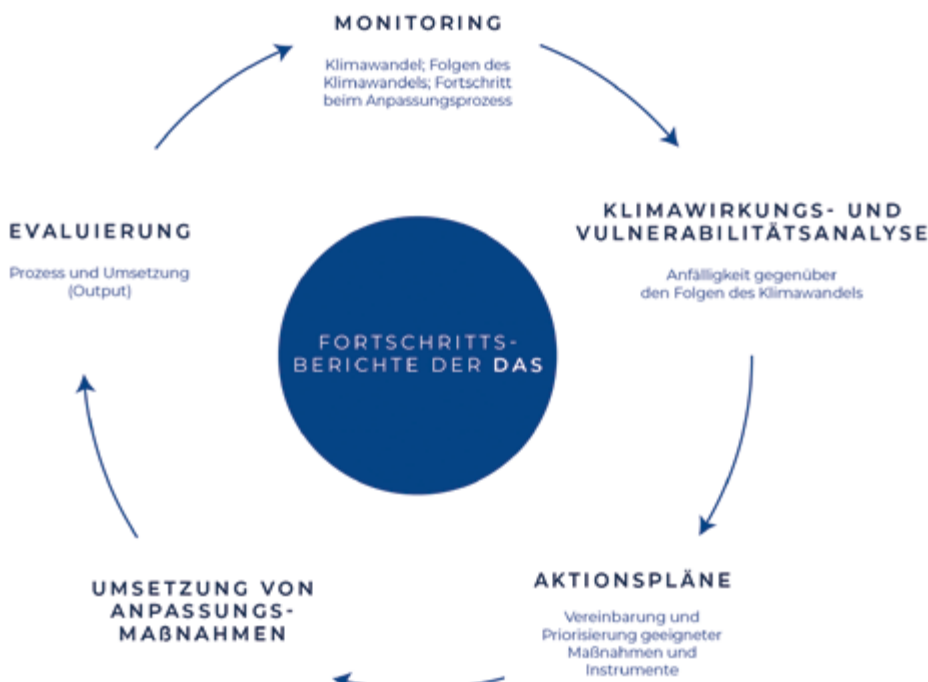 MONITORING
Klimawandel; Folgen des
Klimawandels; Fortschritt
beim Anpassungsprozess
KLIMAWIRKUNGS- UND
VULNERABILITÄTSANALYSE
Anfälligkeit gegenüber
den Folgen des Klimawandels
EVALUIERUNG
Prozess und Umsetzung
(Output)
FORTSCHRITTS-
BERICHTE DER DAS
AKTIONSPLÄNE
Vereinbarung und
Priorisierung geeigneter
Maßnahmen und
Instrumente
UMSETZUNG VON
ANPASSUNGS-
MAßNAHMEN